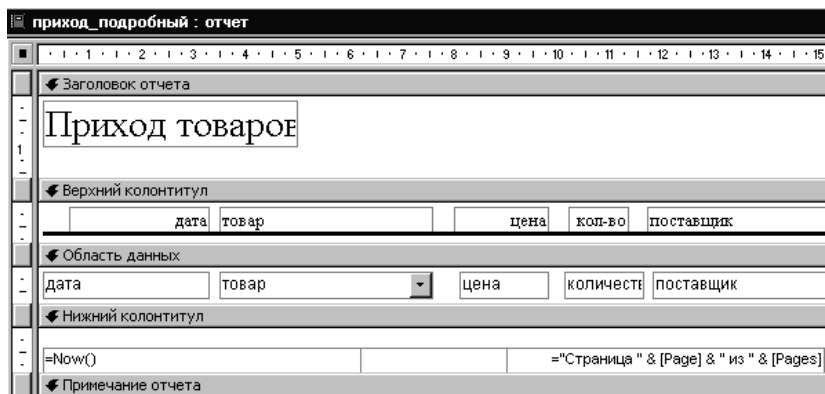 приход_подробный : отчет
1 2 3 4 5 6 7 8 9 10 11 12 13 14 15
Заголовок отчета
Приход товаров
1
Верхний колонтитул
дата товар цена кол-во поставщик
Область данных
дата товар цена количеств поставщик
Нижний колонтитул
=Now() ="Страница " & [Page] & " из " & [Pages]
Примечание отчета